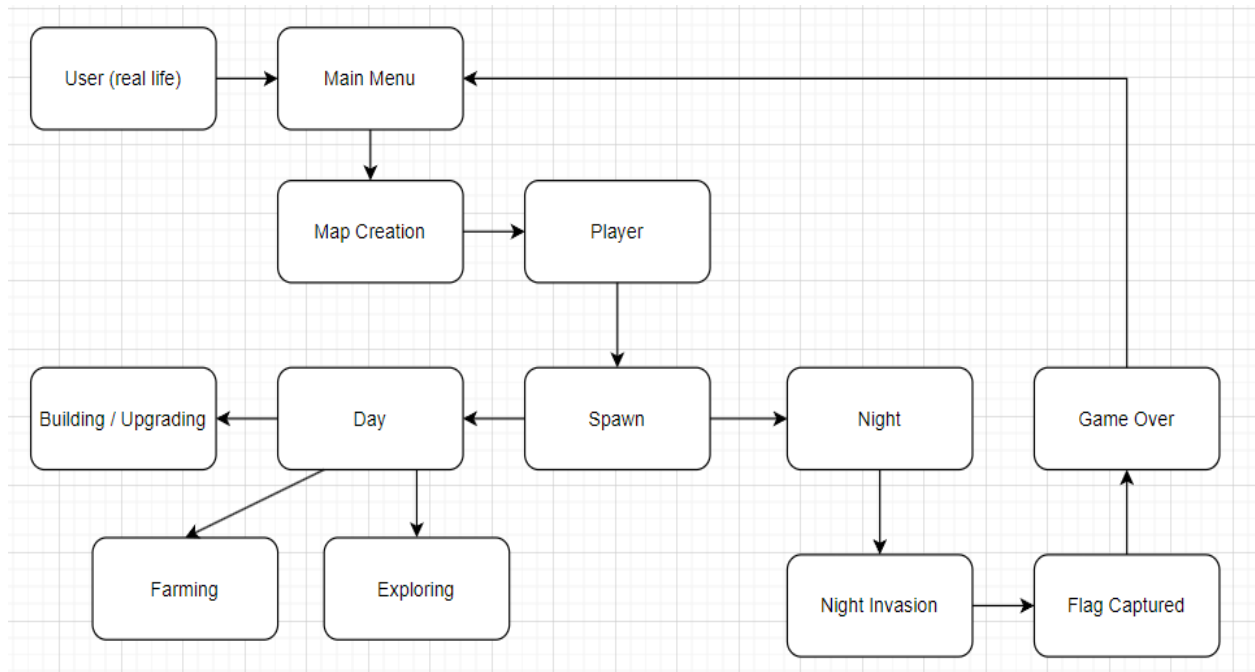 User (real life)
Main Menu
Map Creation
Player
Building / Upgrading
Day
Spawn
Night
Game Over
Farming
Exploring
Night Invasion
Flag Captured